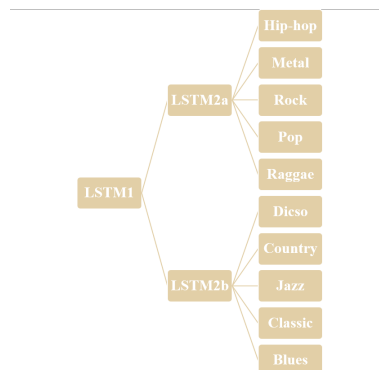 Hip-hop
Metal
LSTM2a
Rock
Pop
Raggae
LSTM1
Dicso
Country
LSTM2b
Jazz
Classic
Blues